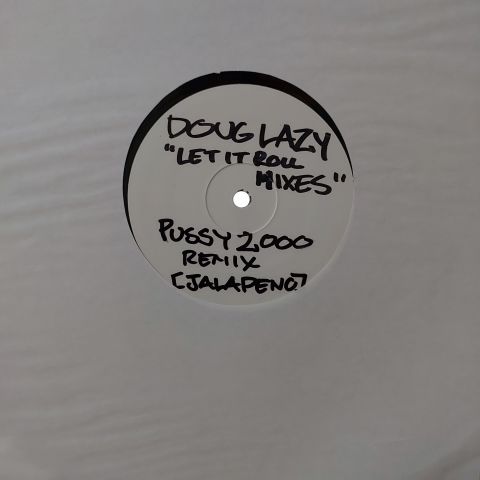 DOUG LAZY
"LET IT ROLL
MIXES"
PUSSY 2000
REMIX
[JALAPENO]